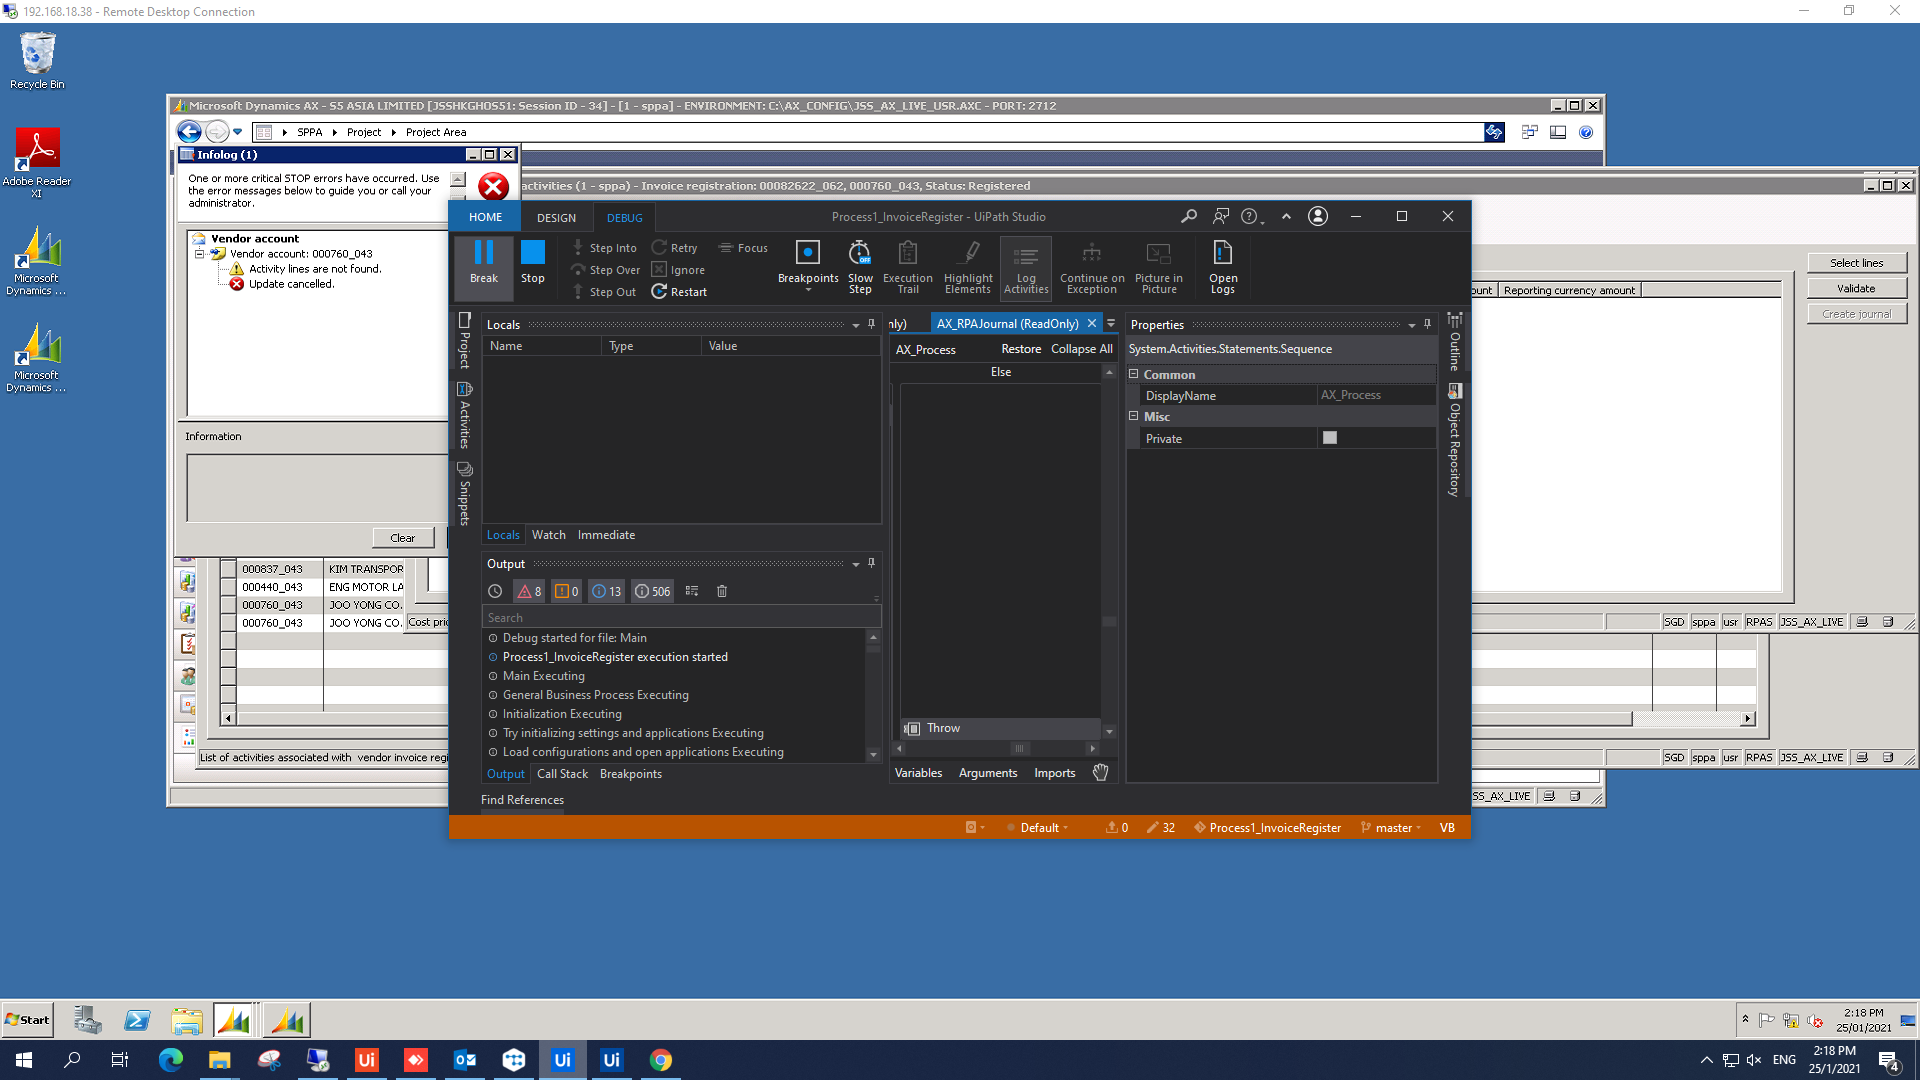 192.168.18.38 - Remote Desktop Connection
Recycle Bin
Adobe Reader
XI
Microsoft
Dynamics ...
Microsoft
Dynamics ...
Microsoft Dynamics AX - S5 ASIA LIMITED [JSSHKGHOS51: Session ID - 34] - [1 - sppa] - ENVIRONMENT: C:\AX_CONFIG\JSS_AX_LIVE_USR.AXC - PORT: 2712
SPPA Project Project Area
Infolog (1)
One or more critical STOP errors have occurred. Use
the error messages below to guide you or call your
administrator.
Vendor account
Vendor account: 000760_043
Activity lines are not found.
Update cancelled.
Information
Clear
activities (1 - sppa) - Invoice registration: 00082622_062, 000760_043, Status: Registered
Select lines
Validate
Create journal
Reporting currency amount
HOME DESIGN DEBUG
Process1_InvoiceRegister - UiPath Studio
Break
Stop
Step Into
Step Over
Step Out
Retry
Ignore
Restart
Focus
Breakpoints
Slow
Step
Execution
Trail
Highlight
Elements
Log
Activities
Continue on
Exception
Picture in
Picture
Open
Logs
Project
Activities
Snippets
Locals
Name Type Value
Locals Watch Immediate
Output
8 0 13 506
Search
Debug started for file: Main
Process1_InvoiceRegister execution started
Main Executing
General Business Process Executing
Initialization Executing
Try initializing settings and applications Executing
Load configurations and open applications Executing
Output Call Stack Breakpoints
Find References
AX_RPAJournal (ReadOnly)
AX_Process Restore Collapse All
Else
Throw
Variables Arguments Imports
Properties
System.Activities.Statements.Sequence
Common
DisplayName AX_Process
Misc
Private
Outline
Object Repository
Default 0 32 Process1_InvoiceRegister master VB
000837_043 KIM TRANSPOR
000440_043 ENG MOTOR LA
000760_043 JOO YONG CO.
000760_043 JOO YONG CO.
Cost pri
List of activities associated with vendor invoice regi
SGD sppa usr RPAS JSS_AX_LIVE
SGD sppa usr RPAS JSS_AX_LIVE
SS_AX_LIVE
Start
2:18 PM
25/01/2021
ENG
2:18 PM
25/1/2021
4